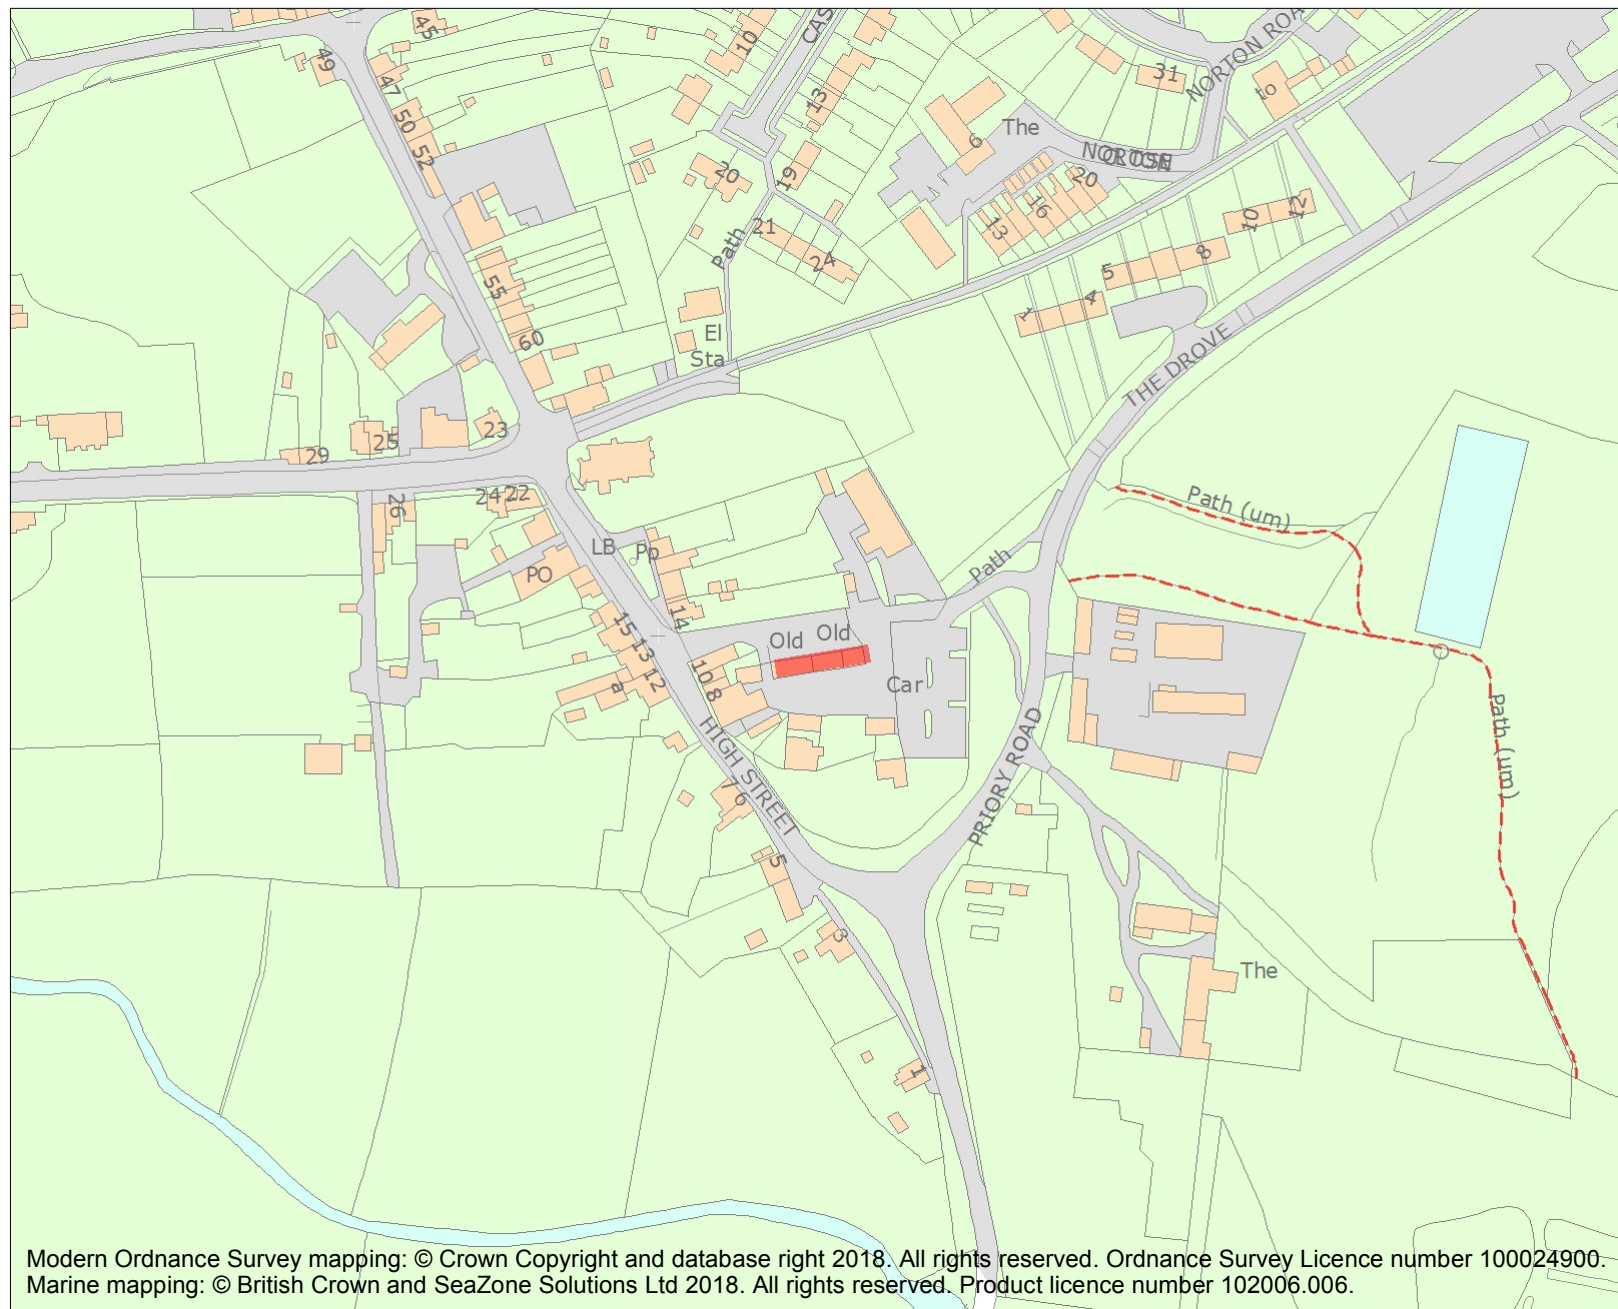 45
49
47
50
52
10
CAS
13
31
NORTON ROA
to
The
6
NORTON
CLOSE
20
19
20
16
13
21
Path
24
10
12
8
5
4
1
55
60
El
Sta
THE DROVE
23
25
29
26
24
22
LB
Pp
PO
Path
Path (um)
14
15
13
12
a
Old
Old
10
8
Car
HIGH STREET
PRIORY ROAD
Path (um)
7
6
5
3
The
1
Modern Ordnance Survey mapping: © Crown Copyright and database right 2018. All rights reserved. Ordnance Survey Licence number 100024900.
Marine mapping: © British Crown and SeaZone Solutions Ltd 2018. All rights reserved. Product licence number 102006.006.